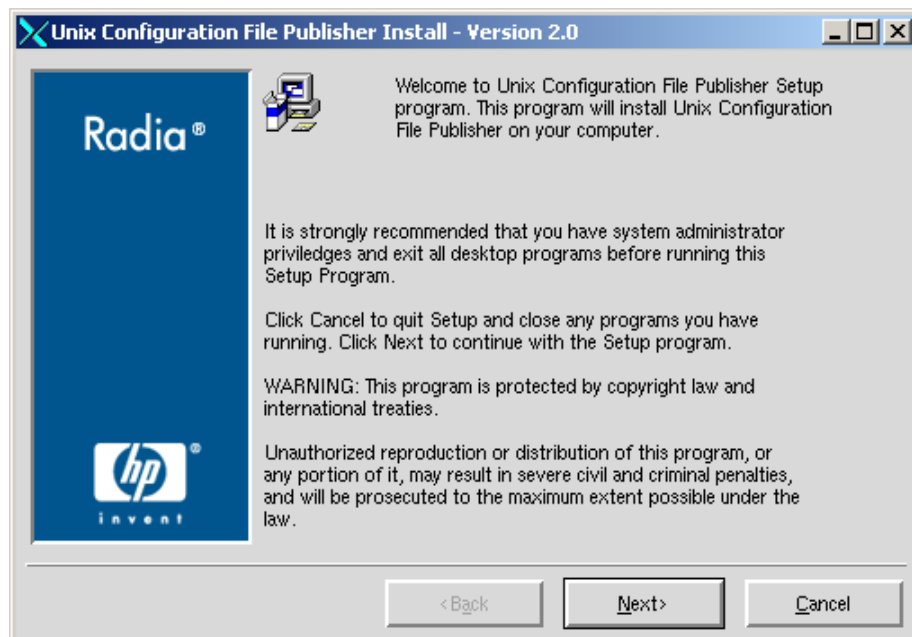 Unix Configuration File Publisher Install - Version 2.0
Radia®
Welcome to Unix Configuration File Publisher Setup
program. This program will install Unix Configuration
File Publisher on your computer.
It is strongly recommended that you have system administrator
priviledges and exit all desktop programs before running this
Setup Program.
Click Cancel to quit Setup and close any programs you have
running. Click Next to continue with the Setup program.
WARNING: This program is protected by copyright law and
international treaties.
Unauthorized reproduction or distribution of this program, or
any portion of it, may result in severe civil and criminal penalties,
and will be prosecuted to the maximum extent possible under the
law.
hp®
invent
<Back
Next>
Cancel